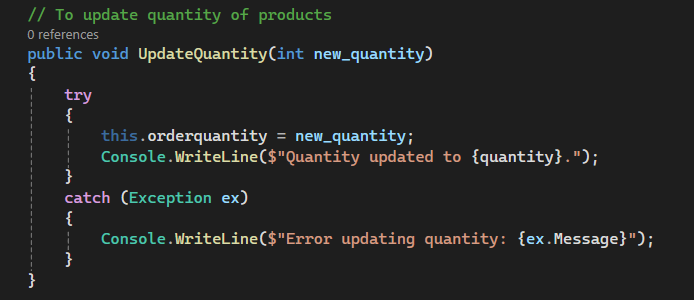 // To update quantity of products
0 references
public void UpdateQuantity(int new_quantity)
{
try
{
this.orderquantity = new_quantity;
Console.WriteLine($"Quantity updated to {quantity}.");
}
catch (Exception ex)
{
Console.WriteLine($"Error updating quantity: {ex.Message}");
}
}